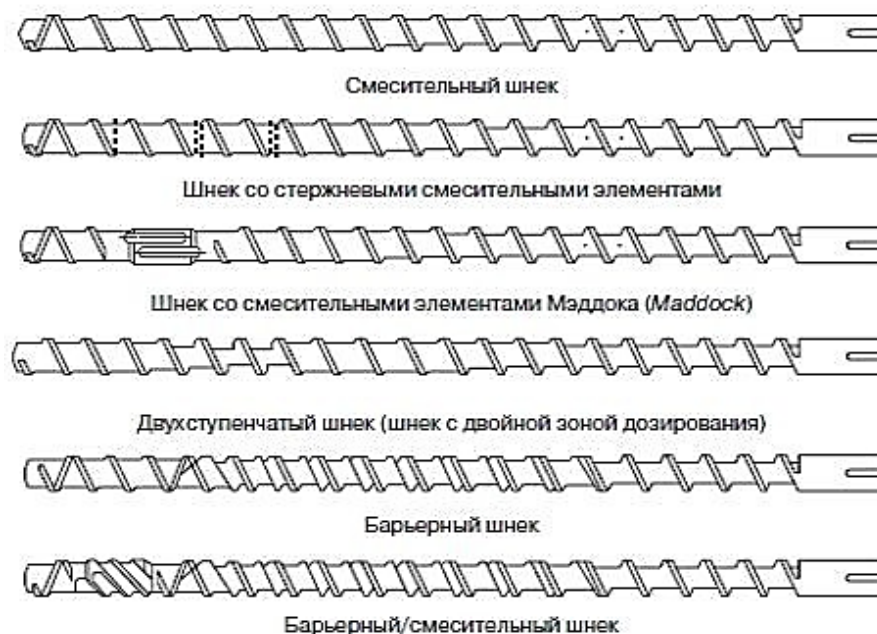 Смесительный шнек
Шнек со стержневыми смесительными элементами
Шнек со смесительными элементами Мэддока (Maddock)
Двухступенчатый шнек (шнек с двойной зоной дозирования)
Барьерный шнек
Барьерный/смесительный шнек